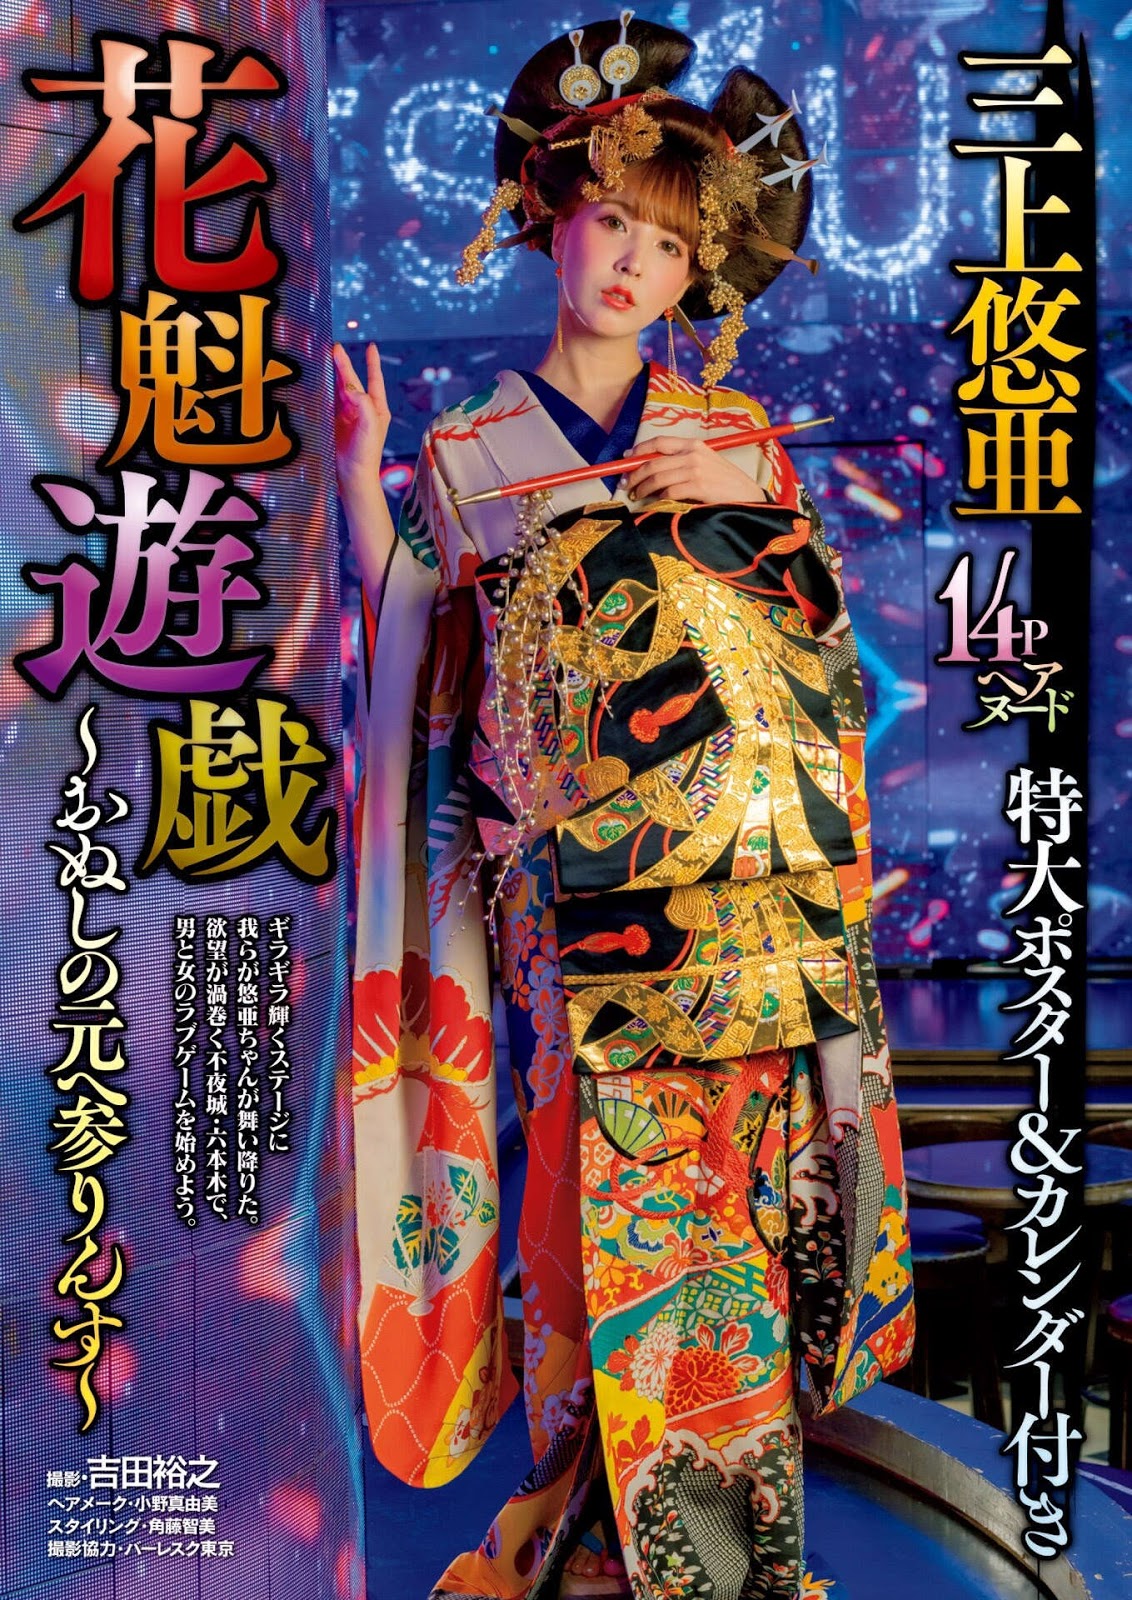 三上悠亜
14P
ヘア
ヌード
特大ポスター&カレンダー付き
花魁遊戯
〜おぬしの元へ参りんす〜
ギラギラ輝くステージに
我らが悠亜ちゃんが舞い降りた。
欲望が渦巻く不夜城・六本木で、
男と女のラブゲームを始めよう。
撮影・吉田裕之
ヘアメーク・小野真由美
スタイリング・角藤智美
撮影協力・バーレスク東京